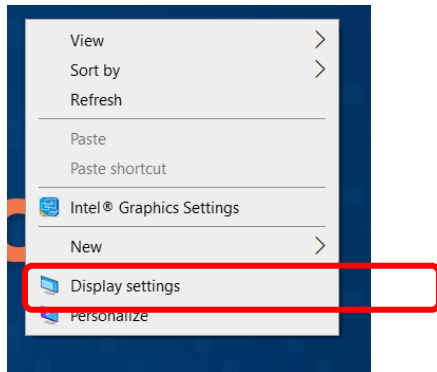 View
Sort by
Refresh
Paste
Paste shortcut
Intel® Graphics Settings
New
Display settings
Personalize